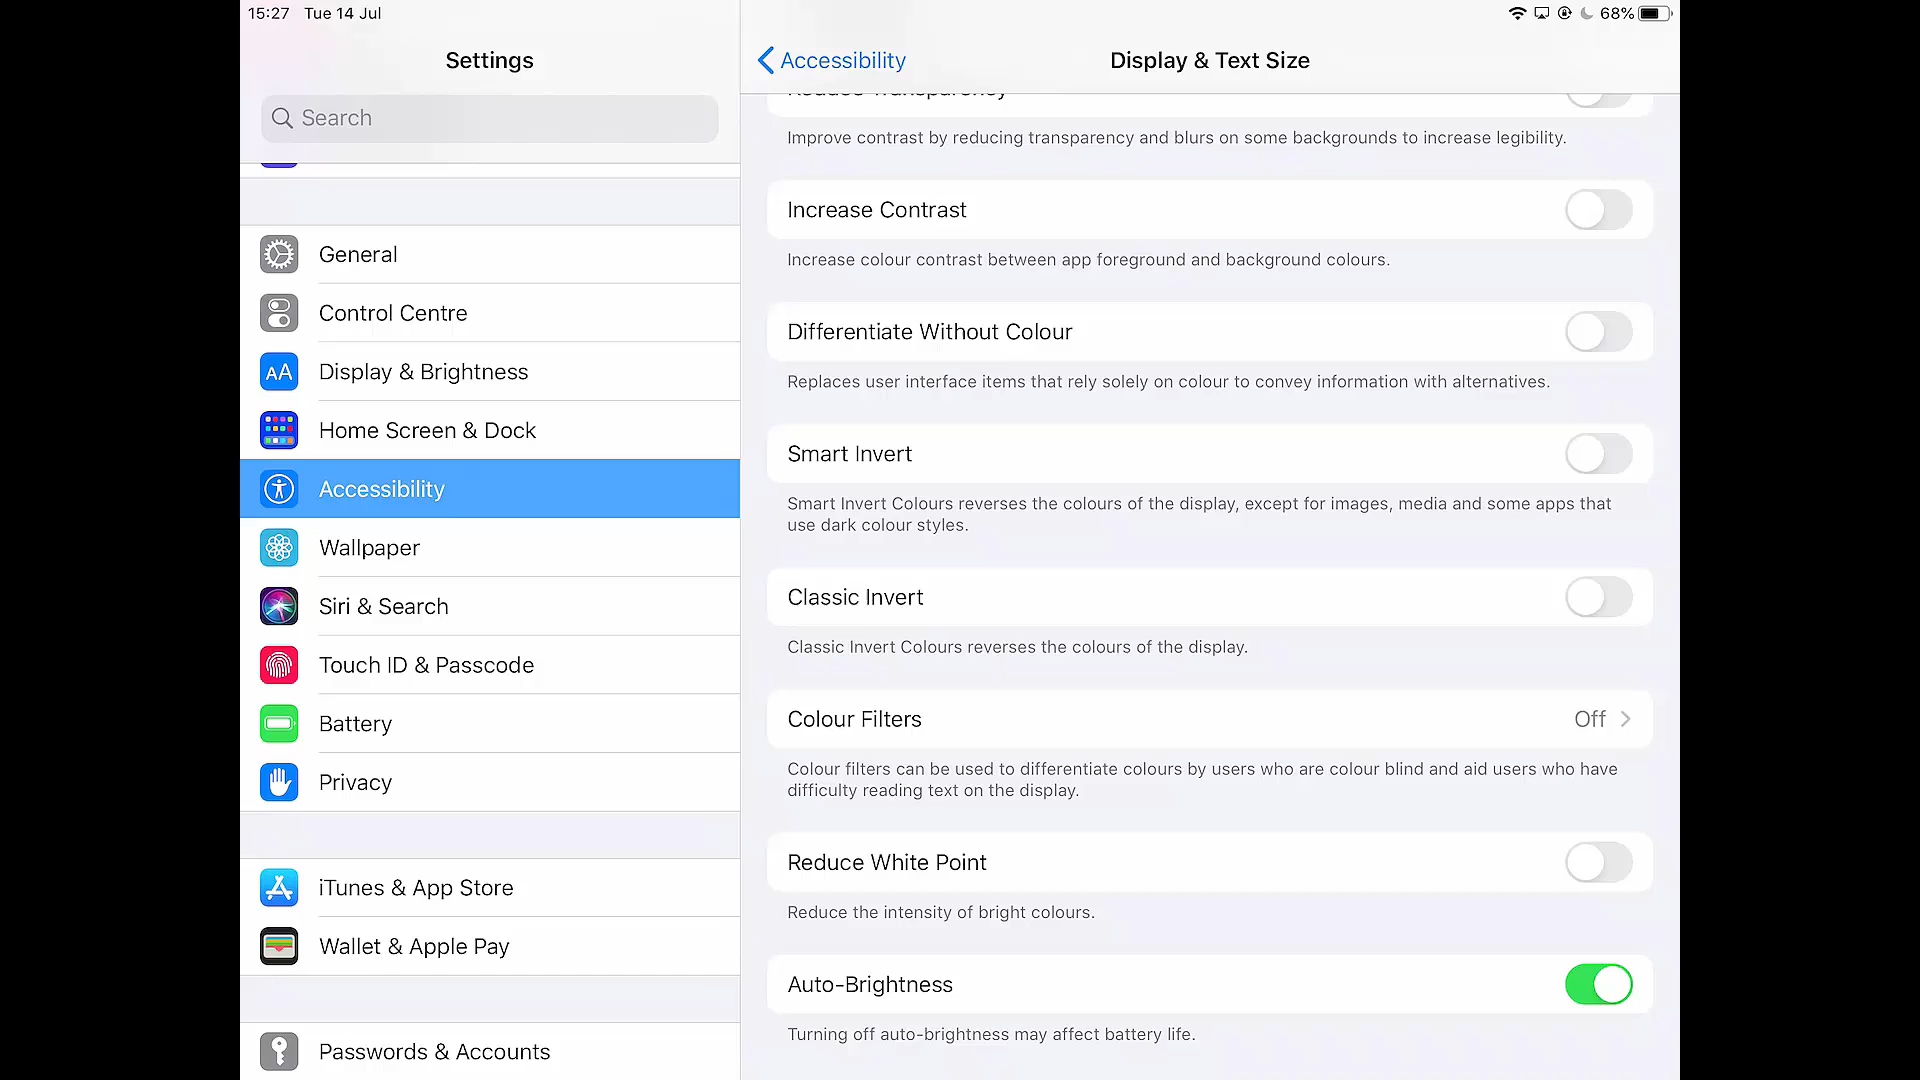 15:27 Tue 14 Jul
68%
Settings
Search
General
Control Centre
AA
Display & Brightness
Home Screen & Dock
Accessibility
Wallpaper
Siri & Search
Touch ID & Passcode
Battery
Privacy
iTunes & App Store
Wallet & Apple Pay
Passwords & Accounts
Accessibility
Display & Text Size
Reduce Transparency
Improve contrast by reducing transparency and blurs on some backgrounds to increase legibility.
Increase Contrast
Increase colour contrast between app foreground and background colours.
Differentiate Without Colour
Replaces user interface items that rely solely on colour to convey information with alternatives.
Smart Invert
Smart Invert Colours reverses the colours of the display, except for images, media and some apps that
use dark colour styles.
Classic Invert
Classic Invert Colours reverses the colours of the display.
Colour Filters
Off
Colour filters can be used to differentiate colours by users who are colour blind and aid users who have
difficulty reading text on the display.
Reduce White Point
Reduce the intensity of bright colours.
Auto-Brightness
Turning off auto-brightness may affect battery life.